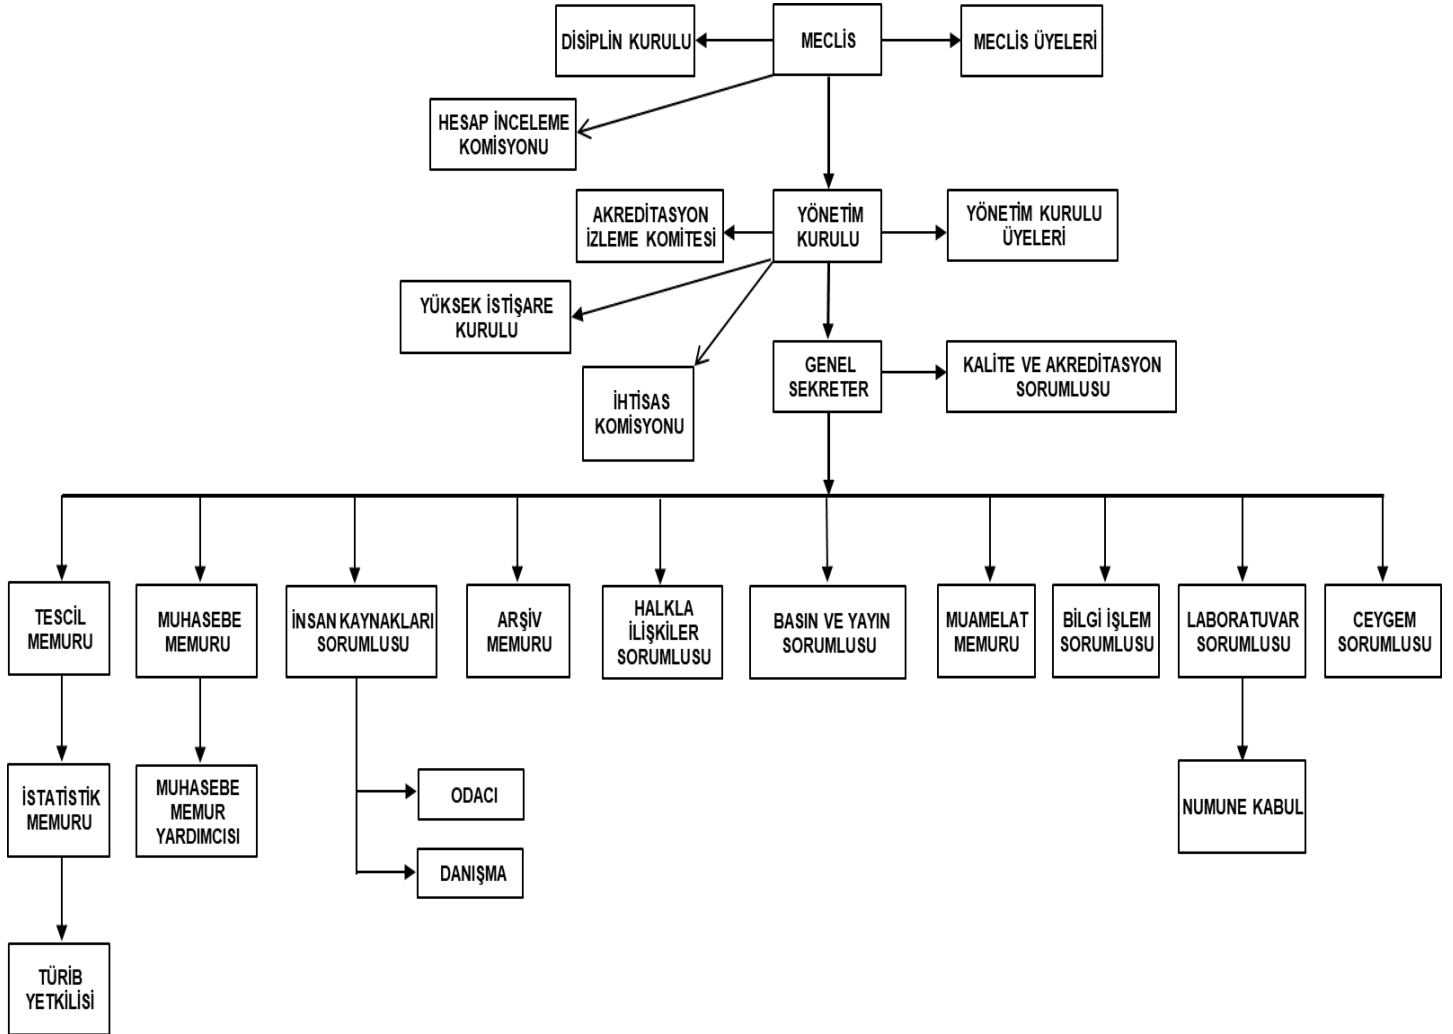 DİSİPLİN KURULU
MECLİS
MECLİS ÜYELERİ
HESAP İNCELEME
KOMİSYONU
AKREDİTASYON
İZLEME KOMİTESİ
YÖNETİM
KURULU
YÖNETİM KURULU
ÜYELERİ
YÜKSEK İSTİŞARE
KURULU
İHTİSAS
KOMİSYONU
GENEL
SEKRETER
KALİTE VE AKREDİTASYON
SORUMLUSU
TESCİL
MEMURU
MUHASEBE
MEMURU
İNSAN KAYNAKLARI
SORUMLUSU
ARŞİV
MEMURU
HALKLA
İLİŞKİLER
SORUMLUSU
BASIN VE YAYIN
SORUMLUSU
MUAMELAT
MEMURU
BİLGİ İŞLEM
SORUMLUSU
LABORATUVAR
SORUMLUSU
CEYGEM
SORUMLUSU
İSTATİSTİK
MEMURU
MUHASEBE
MEMUR
YARDIMCISI
ODACI
DANIŞMA
NUMUNE KABUL
TÜRİB
YETKİLİSİ